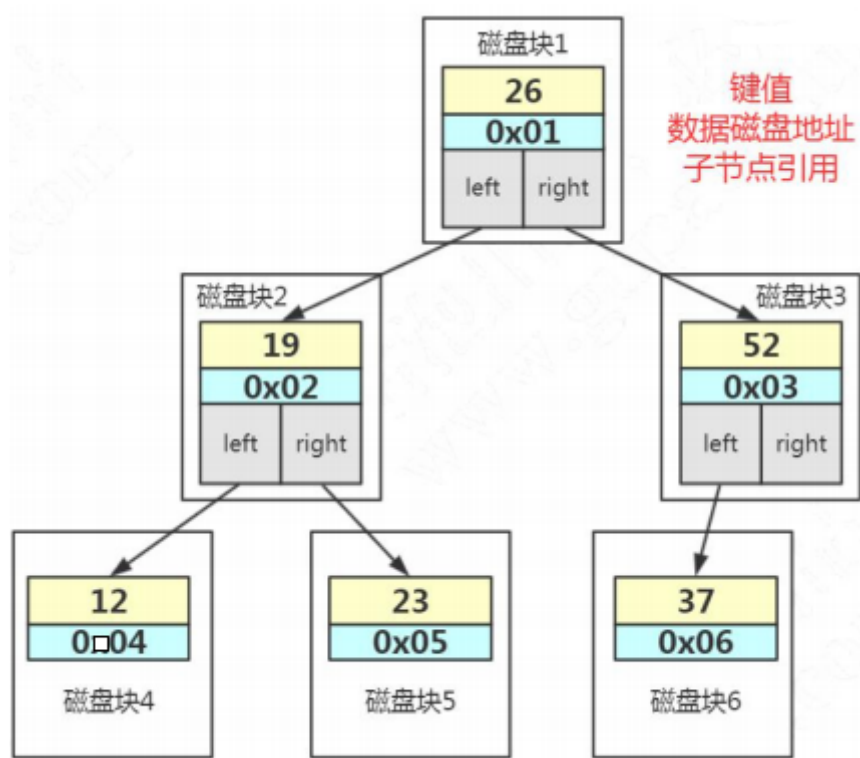 磁盘块1
26
0x01
left right
键值
数据磁盘地址
子节点引用
磁盘块2
19
0x02
left right
磁盘块3
52
0x03
left right
12
0□04
磁盘块4
23
0x05
磁盘块5
37
0x06
磁盘块6